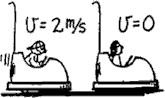 v = 2 m/s
v = 0